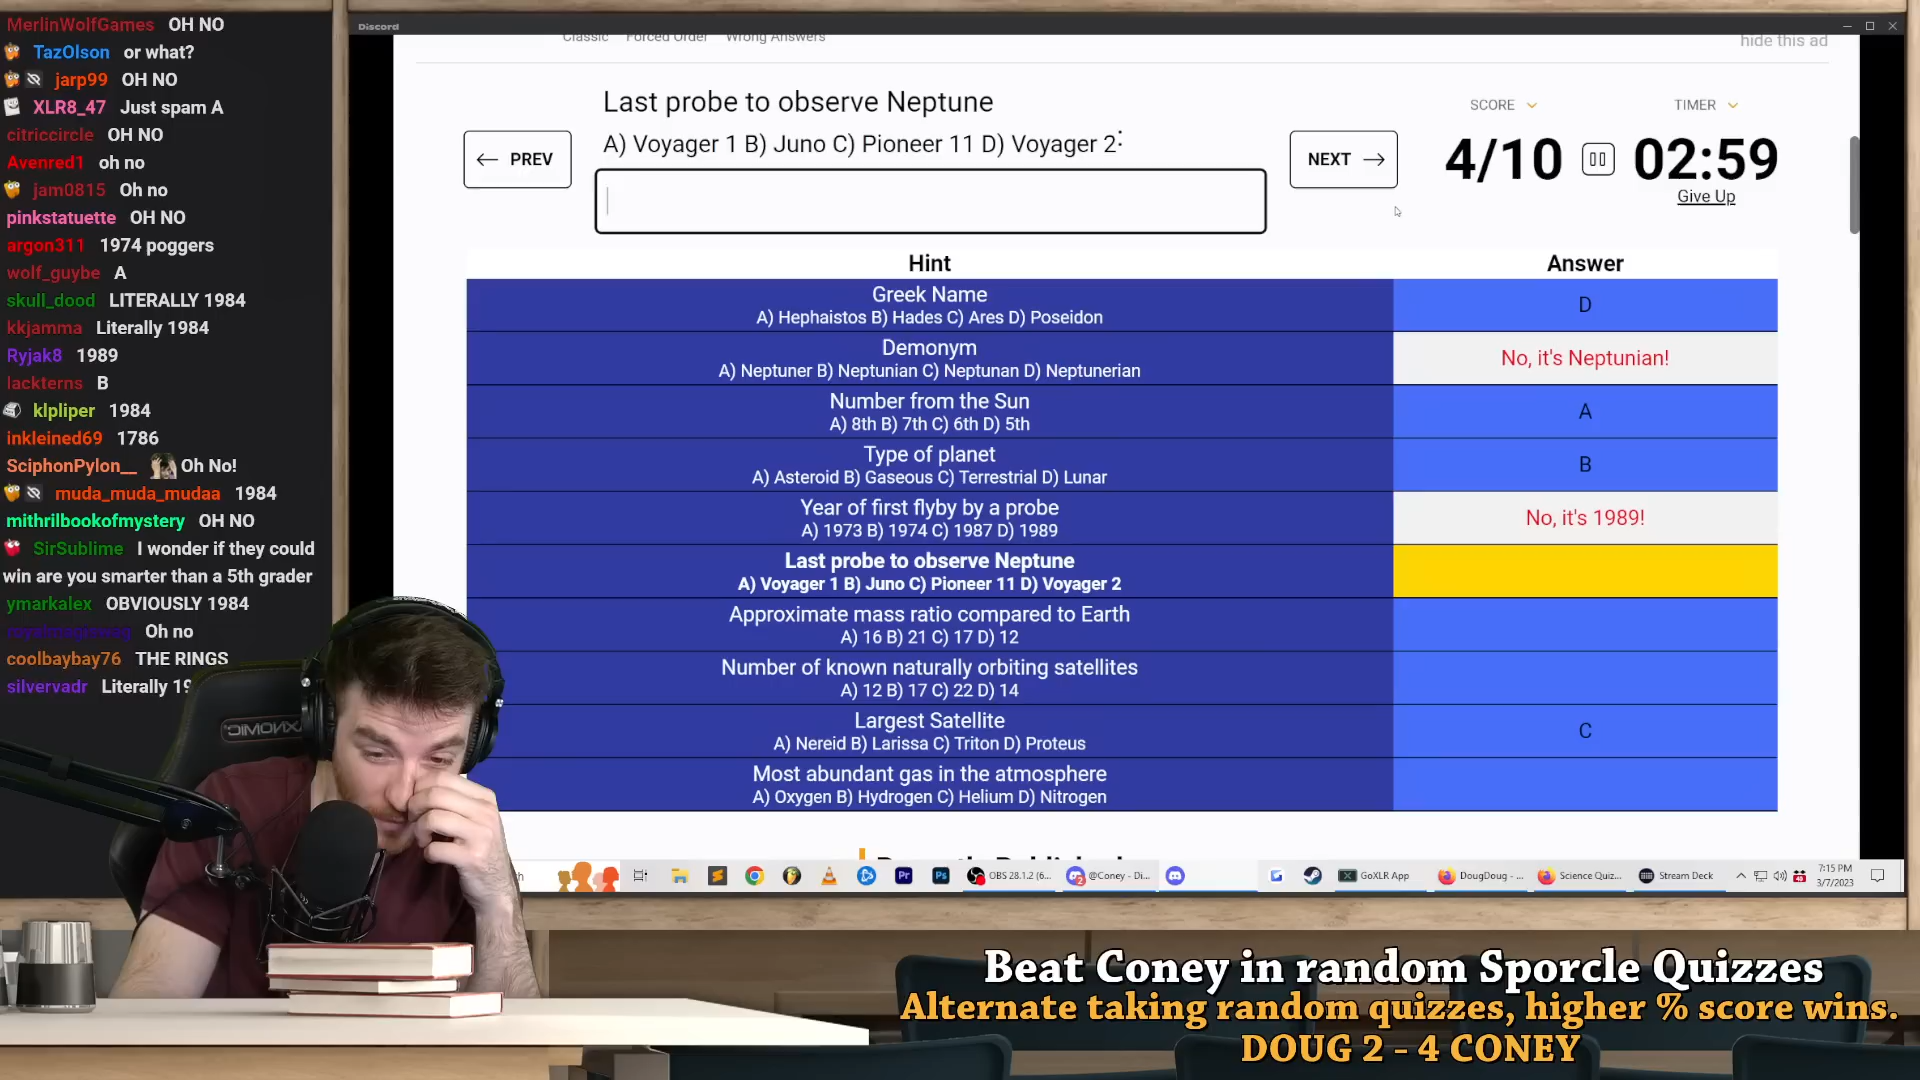 MerlinWolfGames OH NO
TazOlson or what?
jarp99 OH NO
XLR8_47 Just spam A
citriccircle OH NO
Avenred1 oh no
jam0815 Oh no
pinkstatuette OH NO
argon311 1974 poggers
wolf_guybe A
skull_dood LITERALLY 1984
kkjamma Literally 1984
Ryjak8 1989
lackterns B
klpliper 1984
inkleined69 1786
SciphonPylon__ Oh No!
muda_muda_mudaa 1984
mithrilbookofmystery OH NO
SirSublime I wonder if they could
win are you smarter than a 5th grader
ymarkalex OBVIOUSLY 1984
Oh no
coolbaybay76 THE RINGS
silvervadr Literally 19
Discord
Classic Forced Order Wrong Answers
hide this ad
Last probe to observe Neptune
A) Voyager 1 B) Juno C) Pioneer 11 D) Voyager 2:
← PREV
NEXT →
SCORE
TIMER
4/10
02:59
Give Up
Hint Answer
Greek Name
A) Hephaistos B) Hades C) Ares D) Poseidon
D
Demonym
A) Neptuner B) Neptunian C) Neptunan D) Neptunerian
No, it's Neptunian!
Number from the Sun
A) 8th B) 7th C) 6th D) 5th
A
Type of planet
A) Asteroid B) Gaseous C) Terrestrial D) Lunar
B
Year of first flyby by a probe
A) 1973 B) 1974 C) 1987 D) 1989
No, it's 1989!
Last probe to observe Neptune
A) Voyager 1 B) Juno C) Pioneer 11 D) Voyager 2
Approximate mass ratio compared to Earth
A) 16 B) 21 C) 17 D) 12
Number of known naturally orbiting satellites
A) 12 B) 17 C) 22 D) 14
Largest Satellite
A) Nereid B) Larissa C) Triton D) Proteus
C
Most abundant gas in the atmosphere
A) Oxygen B) Hydrogen C) Helium D) Nitrogen
Pr Ps OBS 28.1.2 (6... @Coney - Di... GoXLR App DougDoug - ... Science Quiz... Stream Deck
7:15 PM
3/7/2023
Beat Coney in random Sporcle Quizzes
Alternate taking random quizzes, higher % score wins.
DOUG 2 - 4 CONEY